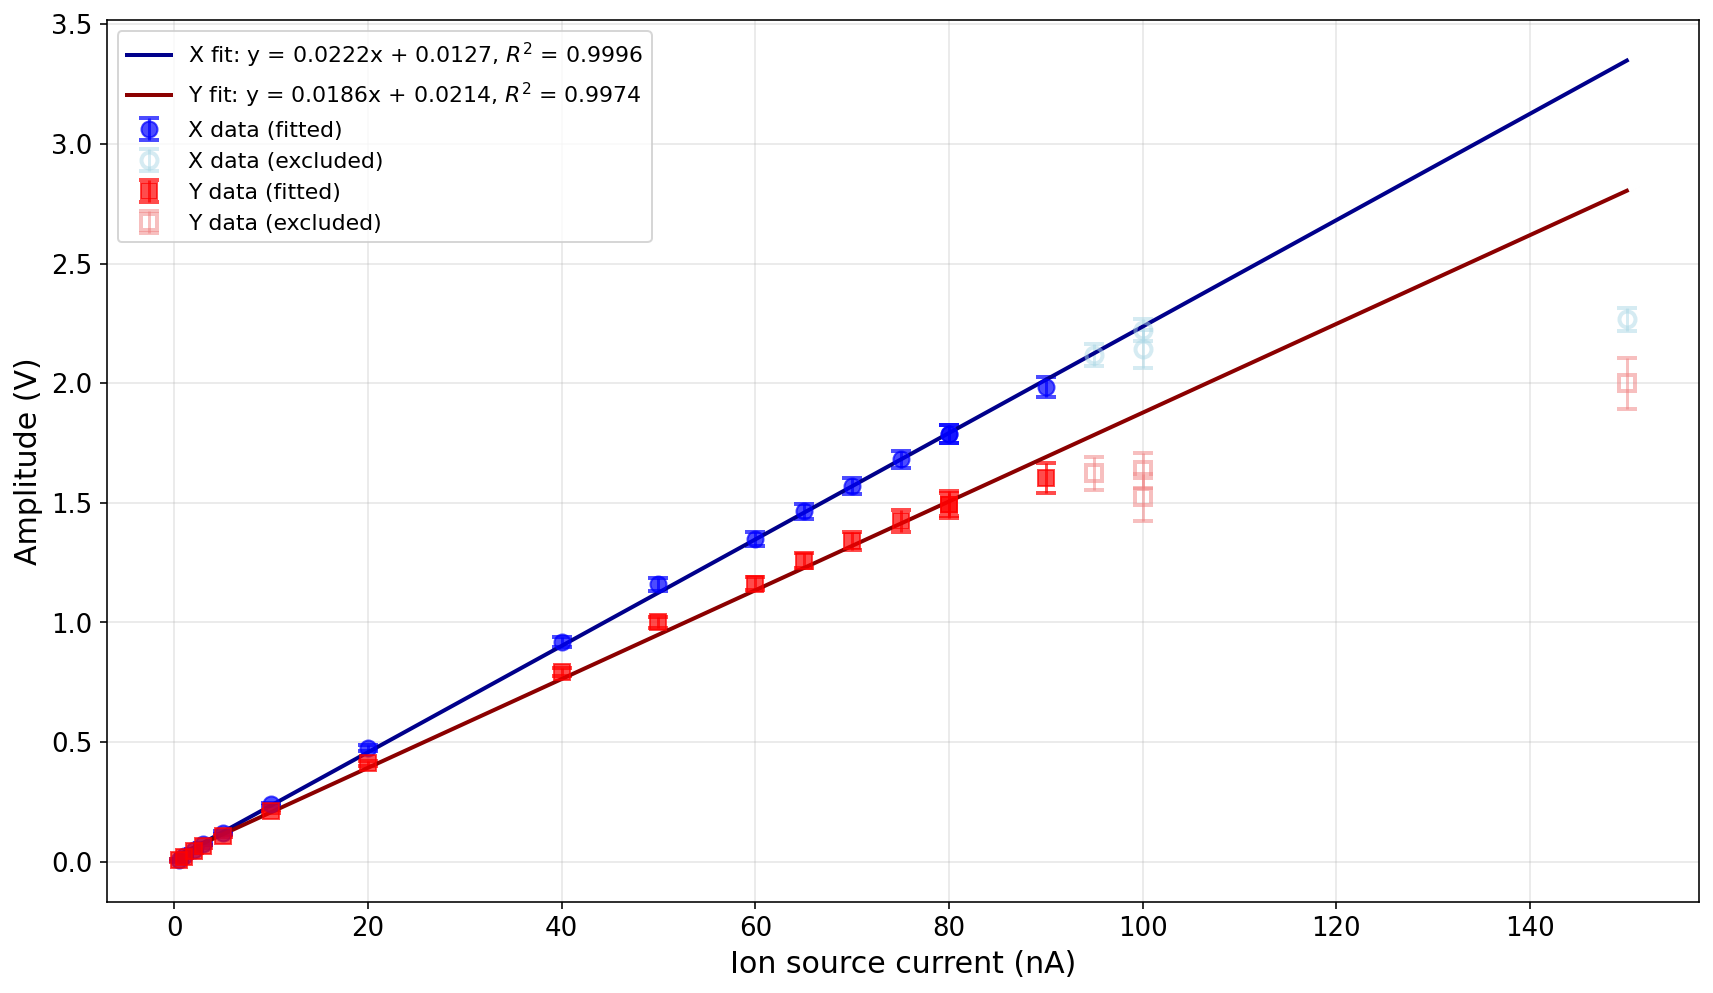 X fit: y = 0.0222x + 0.0127, R² = 0.9996
Y fit: y = 0.0186x + 0.0214, R² = 0.9974
X data (fitted)
X data (excluded)
Y data (fitted)
Y data (excluded)
3.5
3.0
2.5
2.0
1.5
1.0
0.5
0.0
Amplitude (V)
0 20 40 60 80 100 120 140
Ion source current (nA)